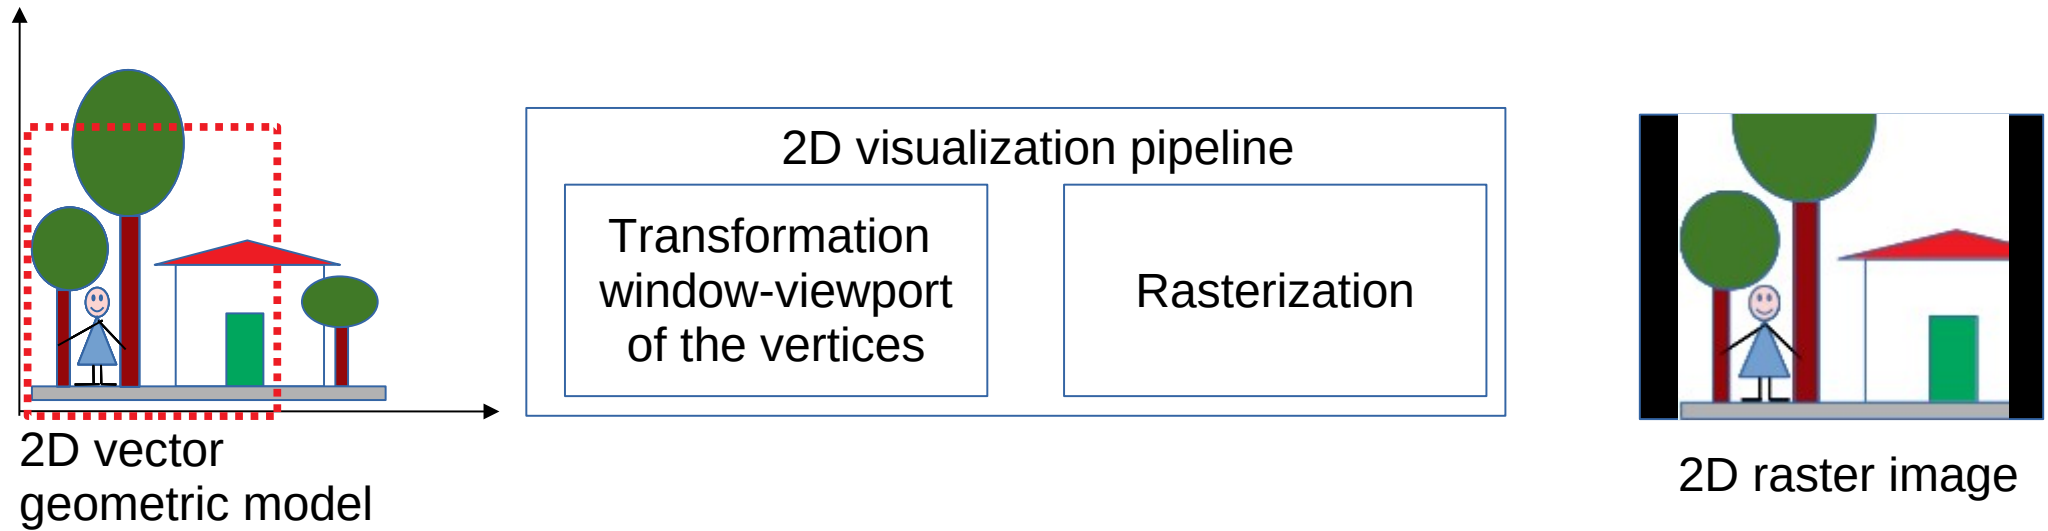 2D vector
geometric model
2D visualization pipeline
Transformation
window-viewport
of the vertices
Rasterization
2D raster image